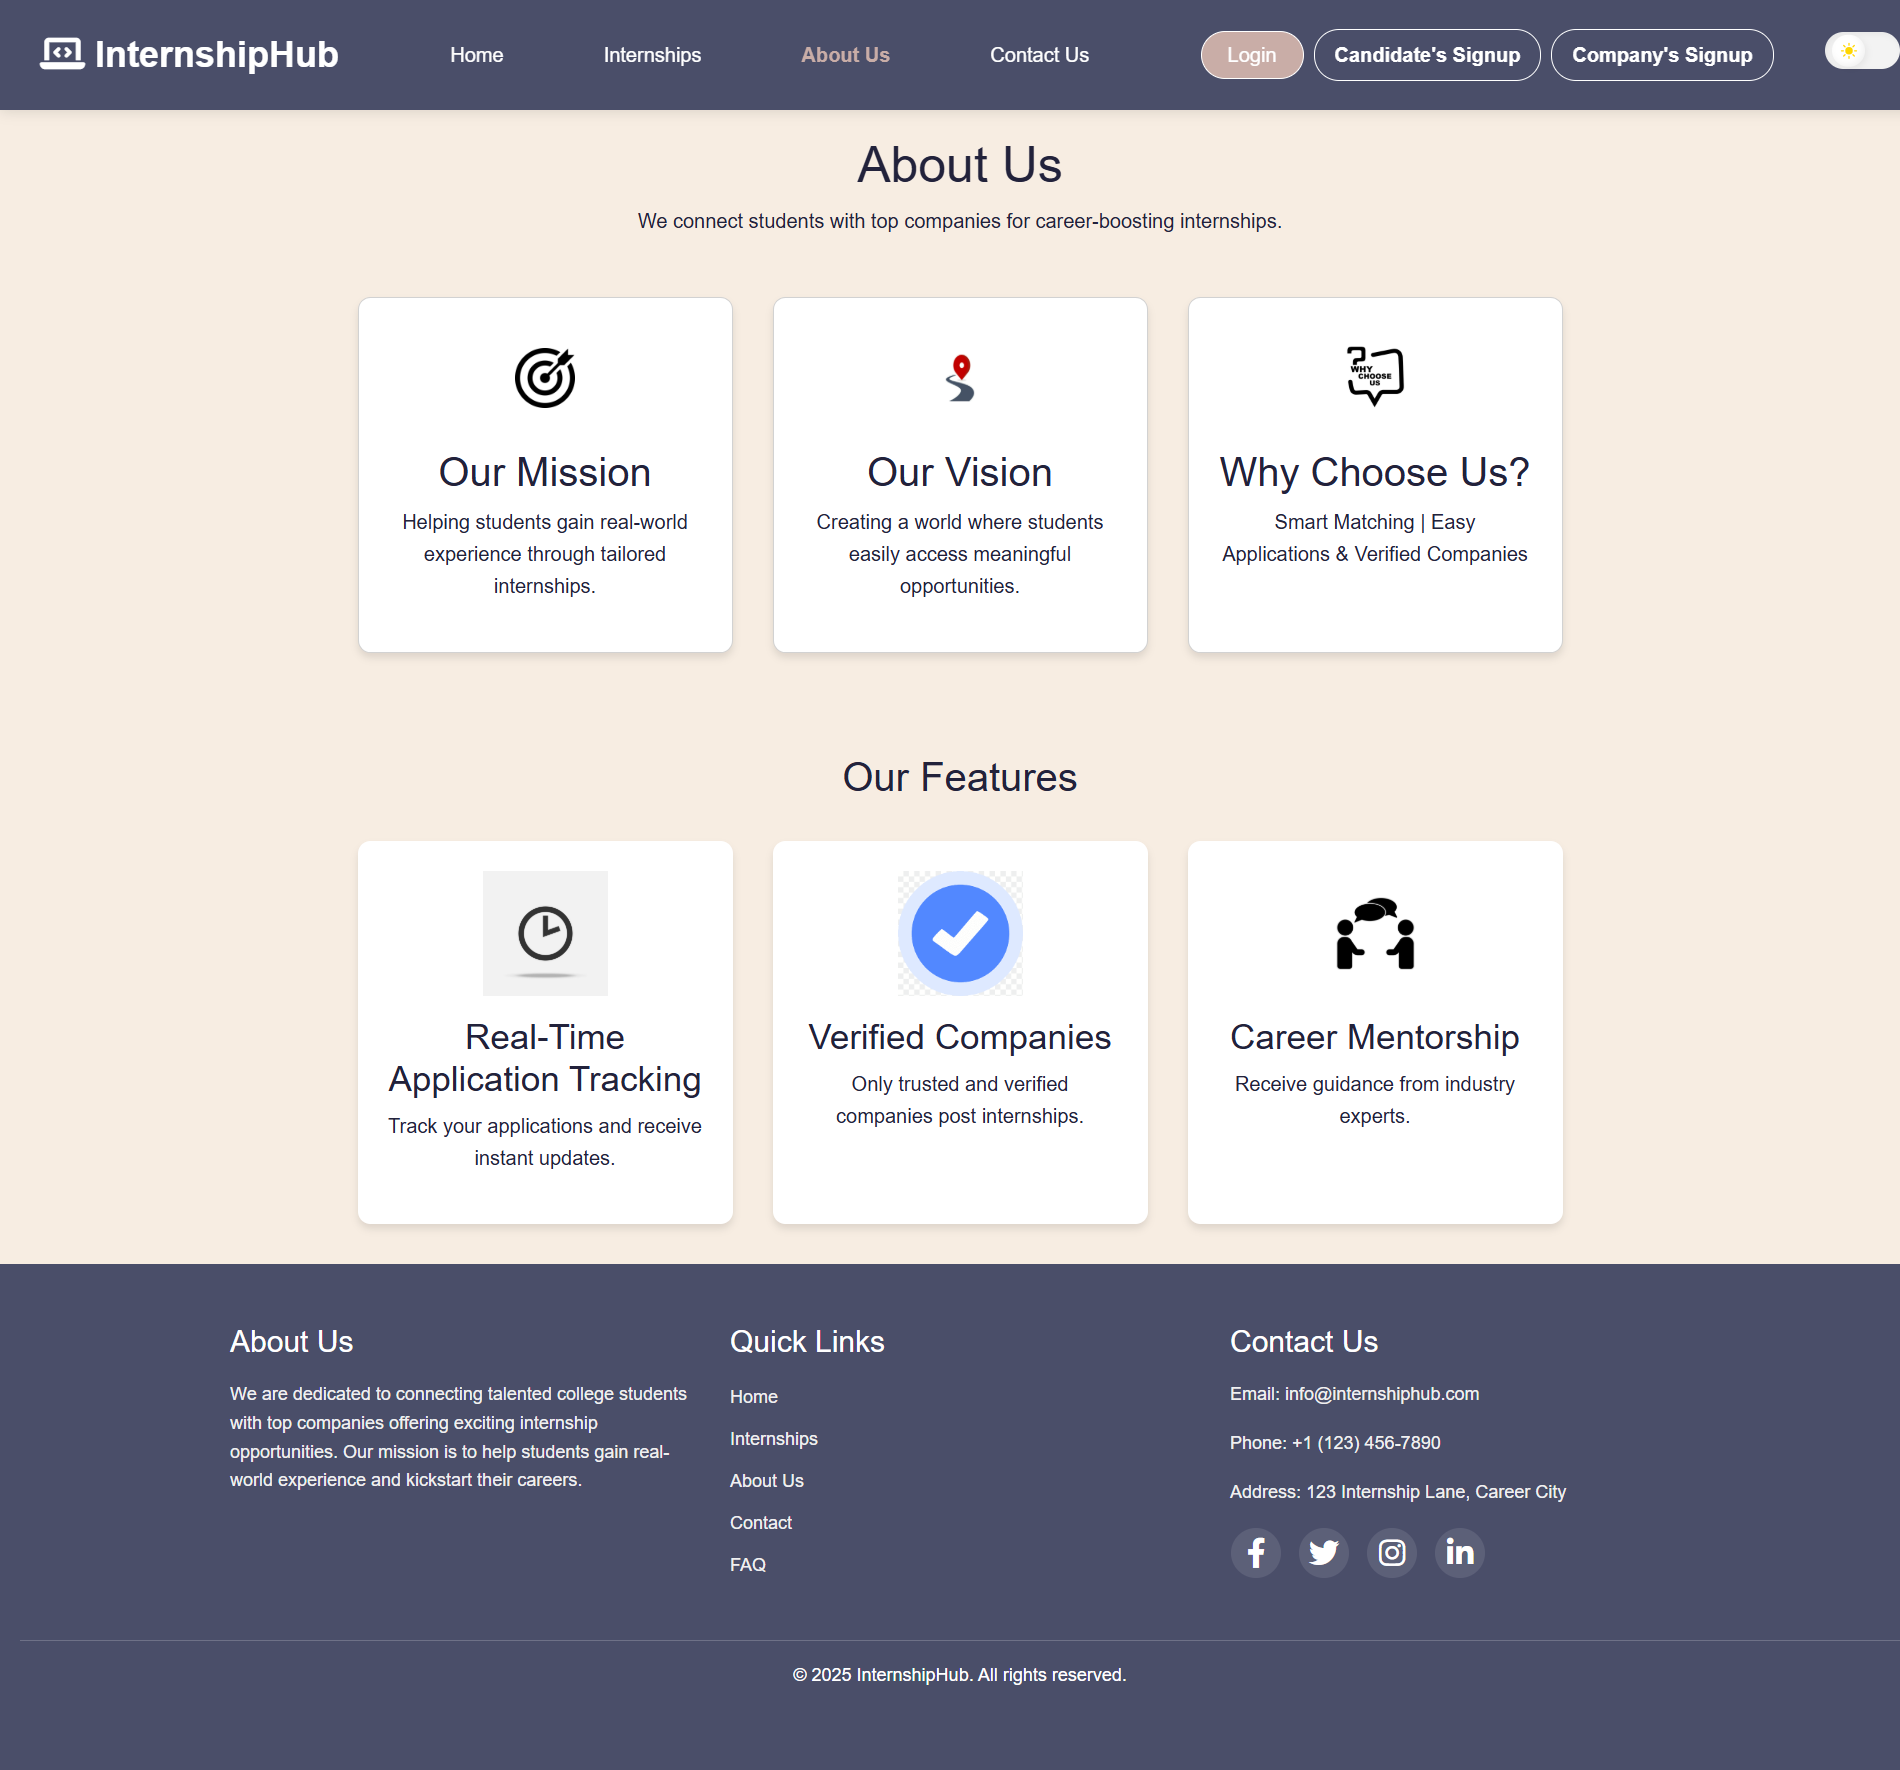 InternshipHub
Home
Internships
About Us
Contact Us
Login
Candidate's Signup
Company's Signup
About Us
We connect students with top companies for career-boosting internships.
Our Mission
Helping students gain real-world
experience through tailored
internships.
Our Vision
Creating a world where students
easily access meaningful
opportunities.
WHY
CHOOSE
US
Why Choose Us?
Smart Matching | Easy
Applications & Verified Companies
Our Features
Real-Time
Application Tracking
Track your applications and receive
instant updates.
Verified Companies
Only trusted and verified
companies post internships.
Career Mentorship
Receive guidance from industry
experts.
About Us
We are dedicated to connecting talented college students
with top companies offering exciting internship
opportunities. Our mission is to help students gain real-
world experience and kickstart their careers.
Quick Links
Home
Internships
About Us
Contact
FAQ
Contact Us
Email: info@internshiphub.com
Phone: +1 (123) 456-7890
Address: 123 Internship Lane, Career City
© 2025 InternshipHub. All rights reserved.